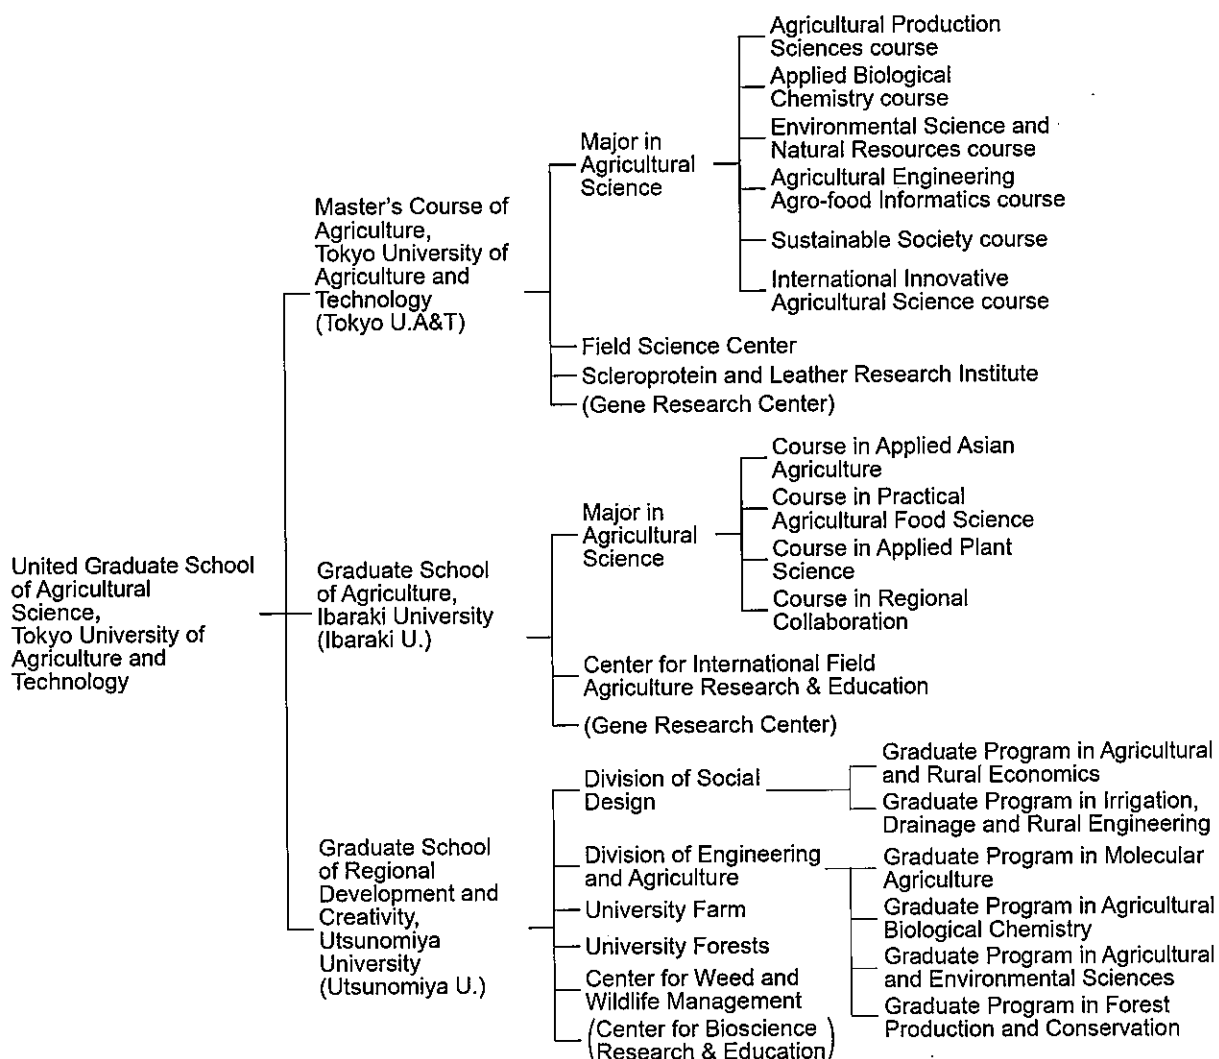 United Graduate School
of Agricultural
Science,
Tokyo University of
Agriculture and
Technology
Master's Course of
Agriculture,
Tokyo University of
Agriculture and
Technology
(Tokyo U.A&T)
Major in
Agricultural
Science
Agricultural Production
Sciences course
Applied Biological
Chemistry course
Environmental Science and
Natural Resources course
Agricultural Engineering
Agro-food Informatics course
Sustainable Society course
International Innovative
Agricultural Science course
Field Science Center
Scleroprotein and Leather Research Institute
(Gene Research Center)
Graduate School
of Agriculture,
Ibaraki University
(Ibaraki U.)
Major in
Agricultural
Science
Course in Applied Asian
Agriculture
Course in Practical
Agricultural Food Science
Course in Applied Plant
Science
Course in Regional
Collaboration
Center for International Field
Agriculture Research & Education
(Gene Research Center)
Graduate School
of Regional
Development and
Creativity,
Utsunomiya
University
(Utsunomiya U.)
Division of Social
Design
Graduate Program in Agricultural
and Rural Economics
Graduate Program in Irrigation,
Drainage and Rural Engineering
Division of Engineering
and Agriculture
Graduate Program in Molecular
Agriculture
Graduate Program in Agricultural
Biological Chemistry
Graduate Program in Agricultural
and Environmental Sciences
Graduate Program in Forest
Production and Conservation
University Farm
University Forests
Center for Weed and
Wildlife Management
(Center for Bioscience
Research & Education)